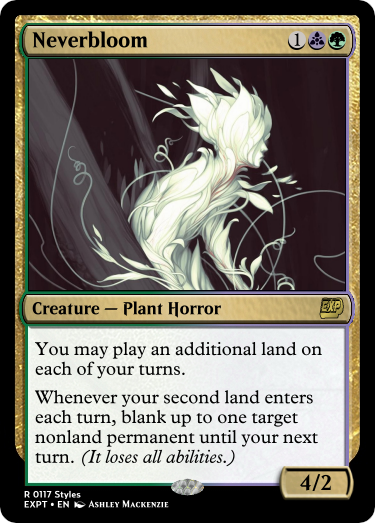 Neverbloom 1
Creature — Plant Horror EXP
You may play an additional land on
each of your turns.
Whenever your second land enters
each turn, blank up to one target
nonland permanent until your next
turn. (It loses all abilities.)
4/2
R 0117 Styles
EXPT • EN Ashley Mackenzie